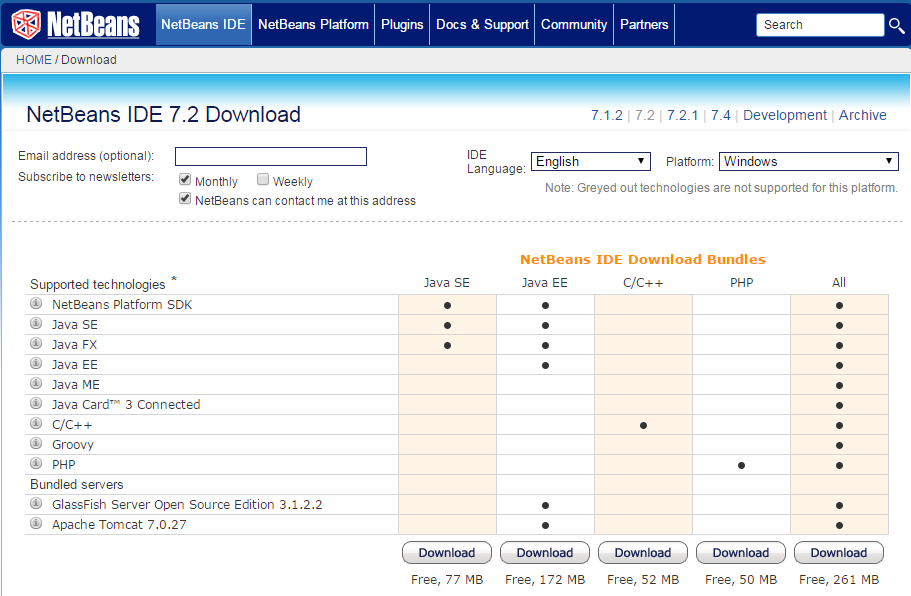 NetBeans NetBeans IDE NetBeans Platform Plugins Docs & Support Community Partners Search
HOME / Download
NetBeans IDE 7.2 Download 7.1.2 | 7.2 | 7.2.1 | 7.4 | Development | Archive
Email address (optional): IDE Language: English Platform: Windows
Subscribe to newsletters: Monthly Weekly Note: Greyed out technologies are not supported for this platform.
NetBeans can contact me at this address
NetBeans IDE Download Bundles
Supported technologies * Java SE Java EE C/C++ PHP All
NetBeans Platform SDK ● ● ●
Java SE ● ● ●
Java FX ● ● ●
Java EE ● ●
Java ME ●
Java Card™ 3 Connected ●
C/C++ ● ●
Groovy ●
PHP ● ●
Bundled servers
GlassFish Server Open Source Edition 3.1.2.2 ● ●
Apache Tomcat 7.0.27 ● ●
Download Download Download Download Download
Free, 77 MB Free, 172 MB Free, 52 MB Free, 50 MB Free, 261 MB